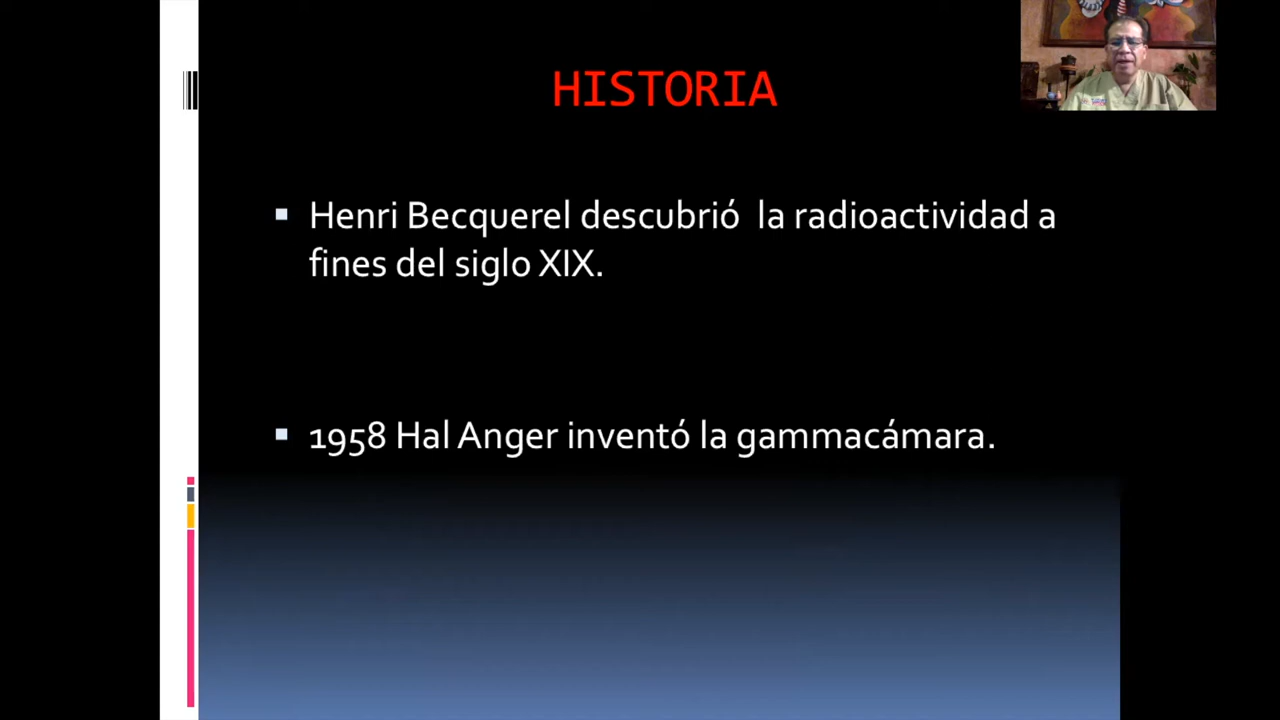 HISTORIA
▪ Henri Becquerel descubrió la radioactividad a
fines del siglo XIX.
▪ 1958 Hal Anger inventó la gammacámara.